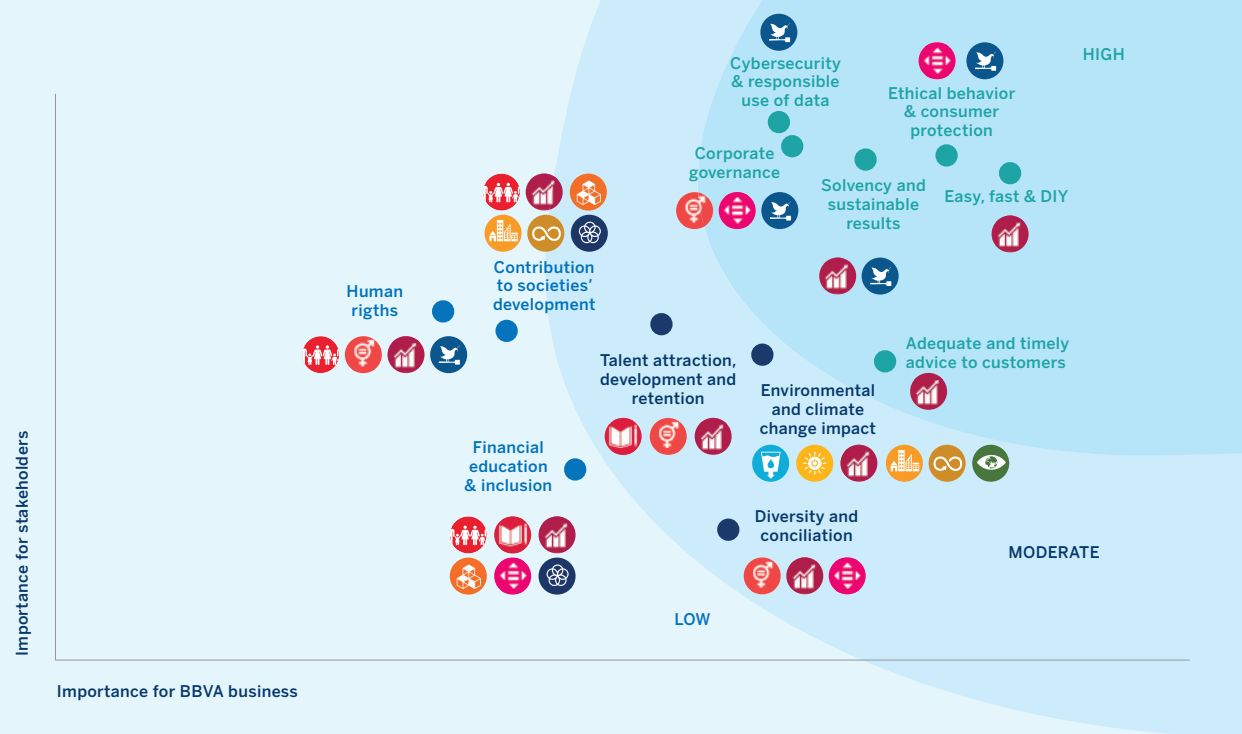 HIGH
Cybersecurity
& responsible
use of data
Ethical behavior
& consumer
protection
Corporate
governance
Solvency and
sustainable
results
Easy, fast & DIY
Contribution
to societies’
development
Human
rigths
Adequate and timely
advice to customers
Talent attraction,
development and
retention
Environmental
and climate
change impact
Financial
education
& inclusion
Diversity and
conciliation
MODERATE
LOW
Importance for stakeholders
Importance for BBVA business